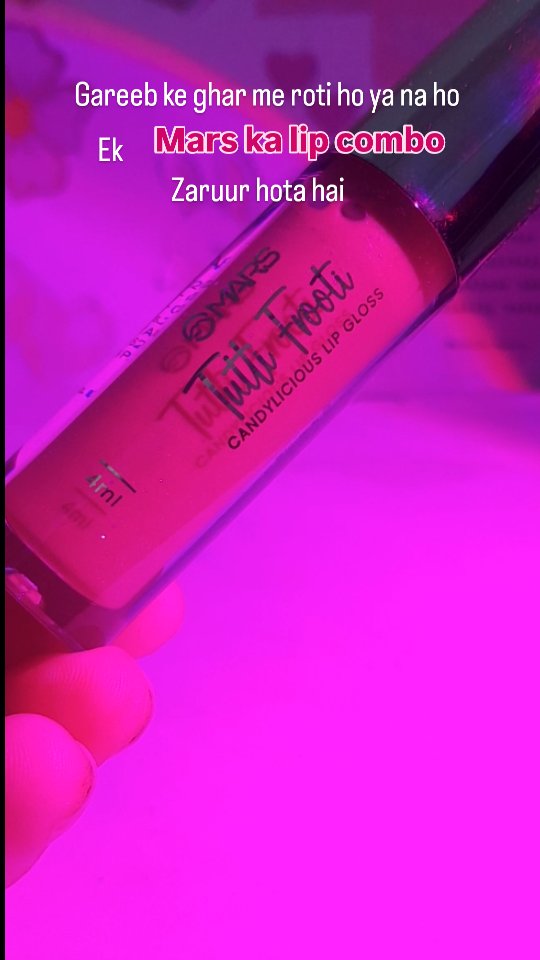 Gareeb ke ghar me roti ho ya na ho
Ek Mars ka lip combo
Zaruur hota hai
MARS
Tutti Frooti
CANDYLICIOUS LIP GLOSS
4ml